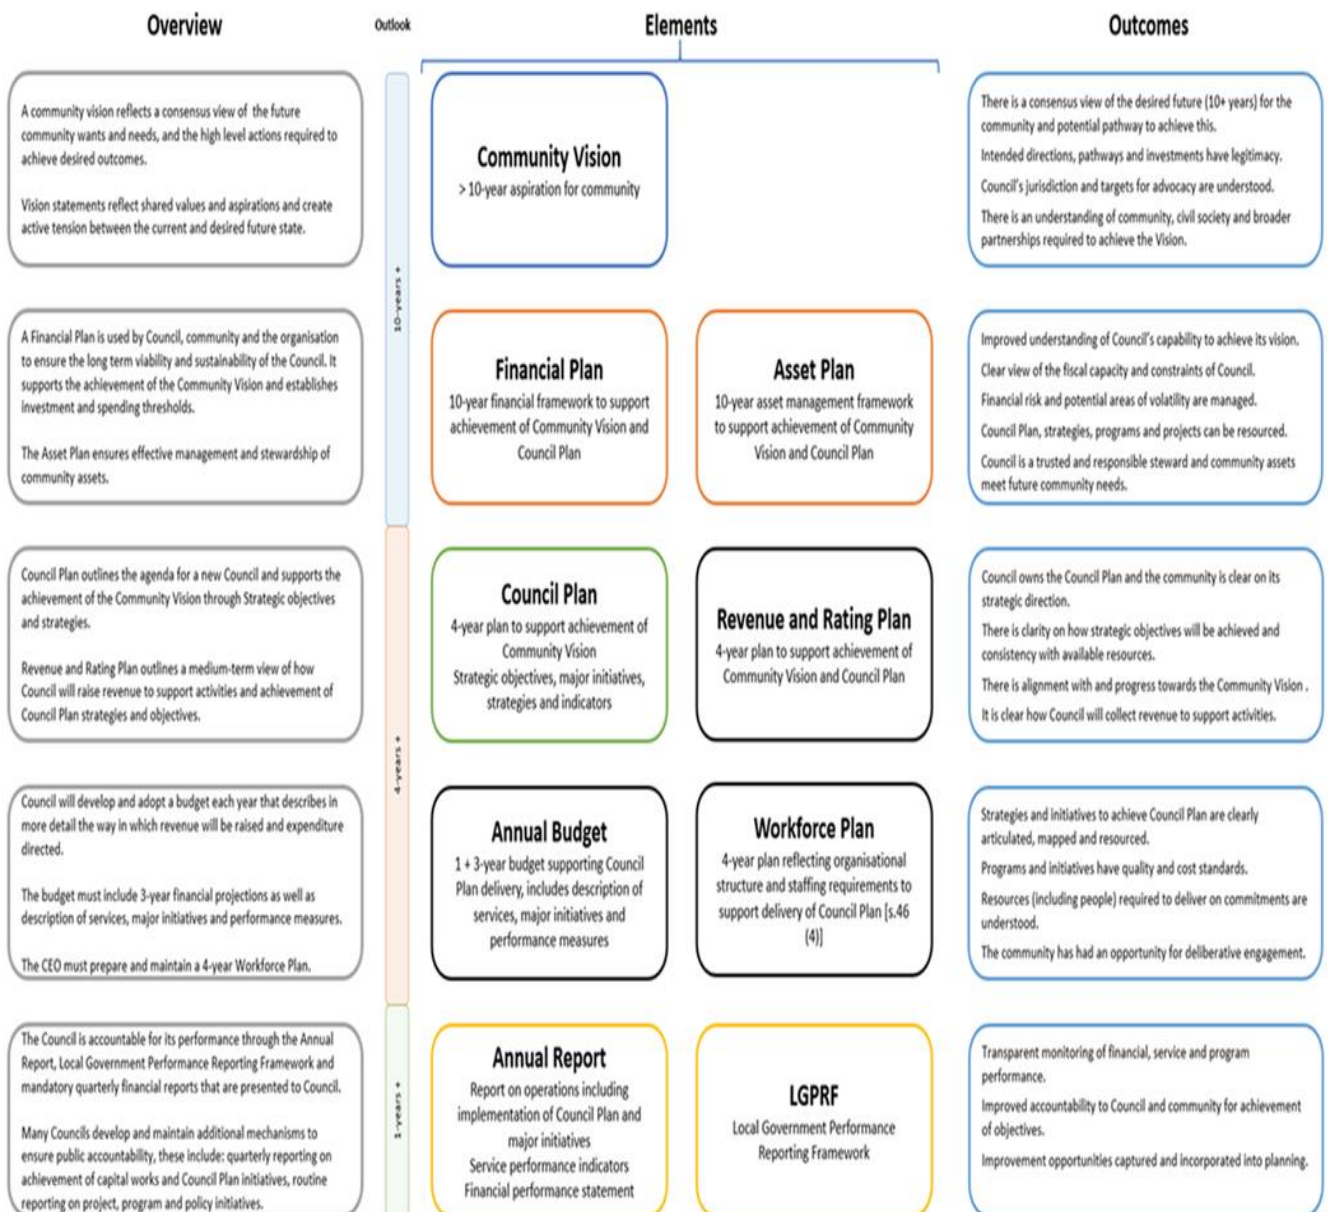 Overview
Outlook
Elements
Outcomes
A community vision reflects a consensus view of the future
community wants and needs, and the high level actions required to
achieve desired outcomes.
Vision statements reflect shared values and aspirations and create
active tension between the current and desired future state.
10-years +
Community Vision
> 10-year aspiration for community
There is a consensus view of the desired future (10+ years) for the
community and potential pathway to achieve this.
Intended directions, pathways and investments have legitimacy.
Council's jurisdiction and targets for advocacy are understood.
There is an understanding of community, civil society and broader
partnerships required to achieve the Vision.
A Financial Plan is used by Council, community and the organisation
to ensure the long term viability and sustainability of the Council. It
supports the achievement of the Community Vision and establishes
investment and spending thresholds.
The Asset Plan ensures effective management and stewardship of
community assets.
Financial Plan
10-year financial framework to support
achievement of Community Vision and
Council Plan
Asset Plan
10-year asset management framework
to support achievement of Community
Vision and Council Plan
Improved understanding of Council's capability to achieve its vision.
Clear view of the fiscal capacity and constraints of Council.
Financial risk and potential areas of volatility are managed.
Council Plan, strategies, programs and projects can be resourced.
Council is a trusted and responsible steward and community assets
meet future community needs.
Council Plan outlines the agenda for a new Council and supports the
achievement of the Community Vision through Strategic objectives
and strategies.
Revenue and Rating Plan outlines a medium-term view of how
Council will raise revenue to support activities and achievement of
Council Plan strategies and objectives.
4-years +
Council Plan
4-year plan to support achievement of
Community Vision
Strategic objectives, major initiatives,
strategies and indicators
Revenue and Rating Plan
4-year plan to support achievement of
Community Vision and Council Plan
Council owns the Council Plan and the community is clear on its
strategic direction.
There is clarity on how strategic objectives will be achieved and
consistency with available resources.
There is alignment with and progress towards the Community Vision .
It is clear how Council will collect revenue to support activities.
Council will develop and adopt a budget each year that describes in
more detail the way in which revenue will be raised and expenditure
directed.
The budget must include 3-year financial projections as well as
description of services, major initiatives and performance measures.
The CEO must prepare and maintain a 4-year Workforce Plan.
Annual Budget
1 + 3-year budget supporting Council
Plan delivery, includes description of
services, major initiatives and
performance measures
Workforce Plan
4-year plan reflecting organisational
structure and staffing requirements to
support delivery of Council Plan [s.46
(4)]
Strategies and initiatives to achieve Council Plan are clearly
articulated, mapped and resourced.
Programs and initiatives have quality and cost standards.
Resources (including people) required to deliver on commitments are
understood.
The community has had an opportunity for deliberative engagement.
The Council is accountable for its performance through the Annual
Report, Local Government Performance Reporting Framework and
mandatory quarterly financial reports that are presented to Council.
Many Councils develop and maintain additional mechanisms to
ensure public accountability, these include: quarterly reporting on
achievement of capital works and Council Plan initiatives, routine
reporting on project, program and policy initiatives.
1-years +
Annual Report
Report on operations including
implementation of Council Plan and
major initiatives
Service performance indicators
Financial performance statement
LGPRF
Local Government Performance
Reporting Framework
Transparent monitoring of financial, service and program
performance.
Improved accountability to Council and community for achievement
of objectives.
Improvement opportunities captured and incorporated into planning.